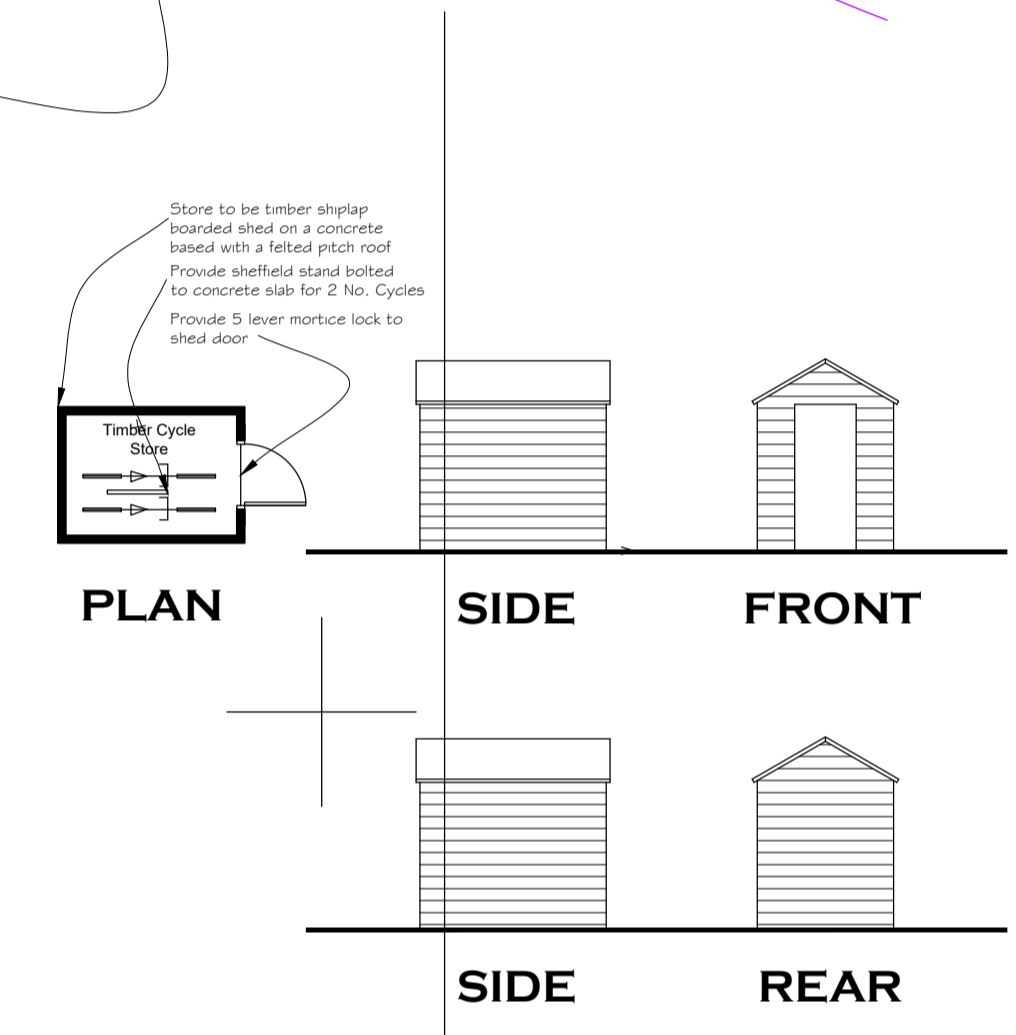 Store to be timber shiplap
boarded shed on a concrete
based with a felted pitch roof
Provide sheffield stand bolted
to concrete slab for 2 No. Cycles
Provide 5 lever mortice lock to
shed door
Timber Cycle
Store
PLAN
SIDE
FRONT
SIDE
REAR